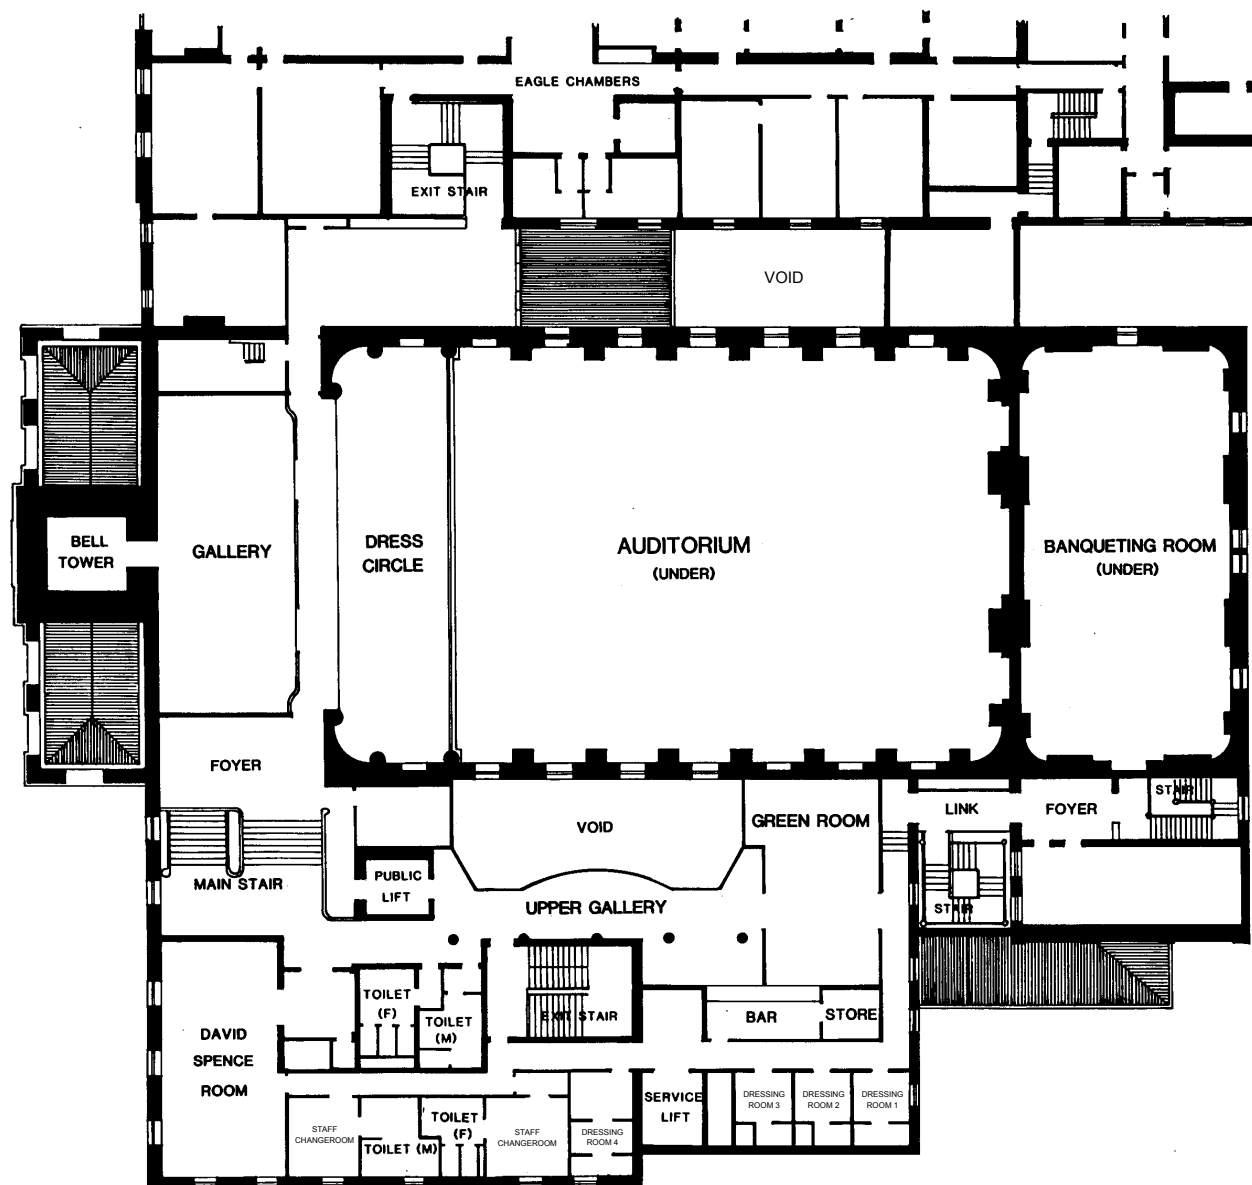 EAGLE CHAMBERS
EXIT STAIR
VOID
BELL
TOWER
GALLERY
DRESS
CIRCLE
AUDITORIUM
(UNDER)
BANQUETING ROOM
(UNDER)
FOYER
MAIN STAIR
PUBLIC
LIFT
VOID
UPPER GALLERY
GREEN ROOM
LINK
FOYER
STAIR
STAIR
DAVID
SPENCE
ROOM
TOILET
(F)
TOILET
(M)
EXIT STAIR
BAR
STORE
STAFF
CHANGEROOM
TOILET (M)
TOILET
(F)
STAFF
CHANGEROOM
DRESSING
ROOM 4
SERVICE
LIFT
DRESSING
ROOM 3
DRESSING
ROOM 2
DRESSING
ROOM 1